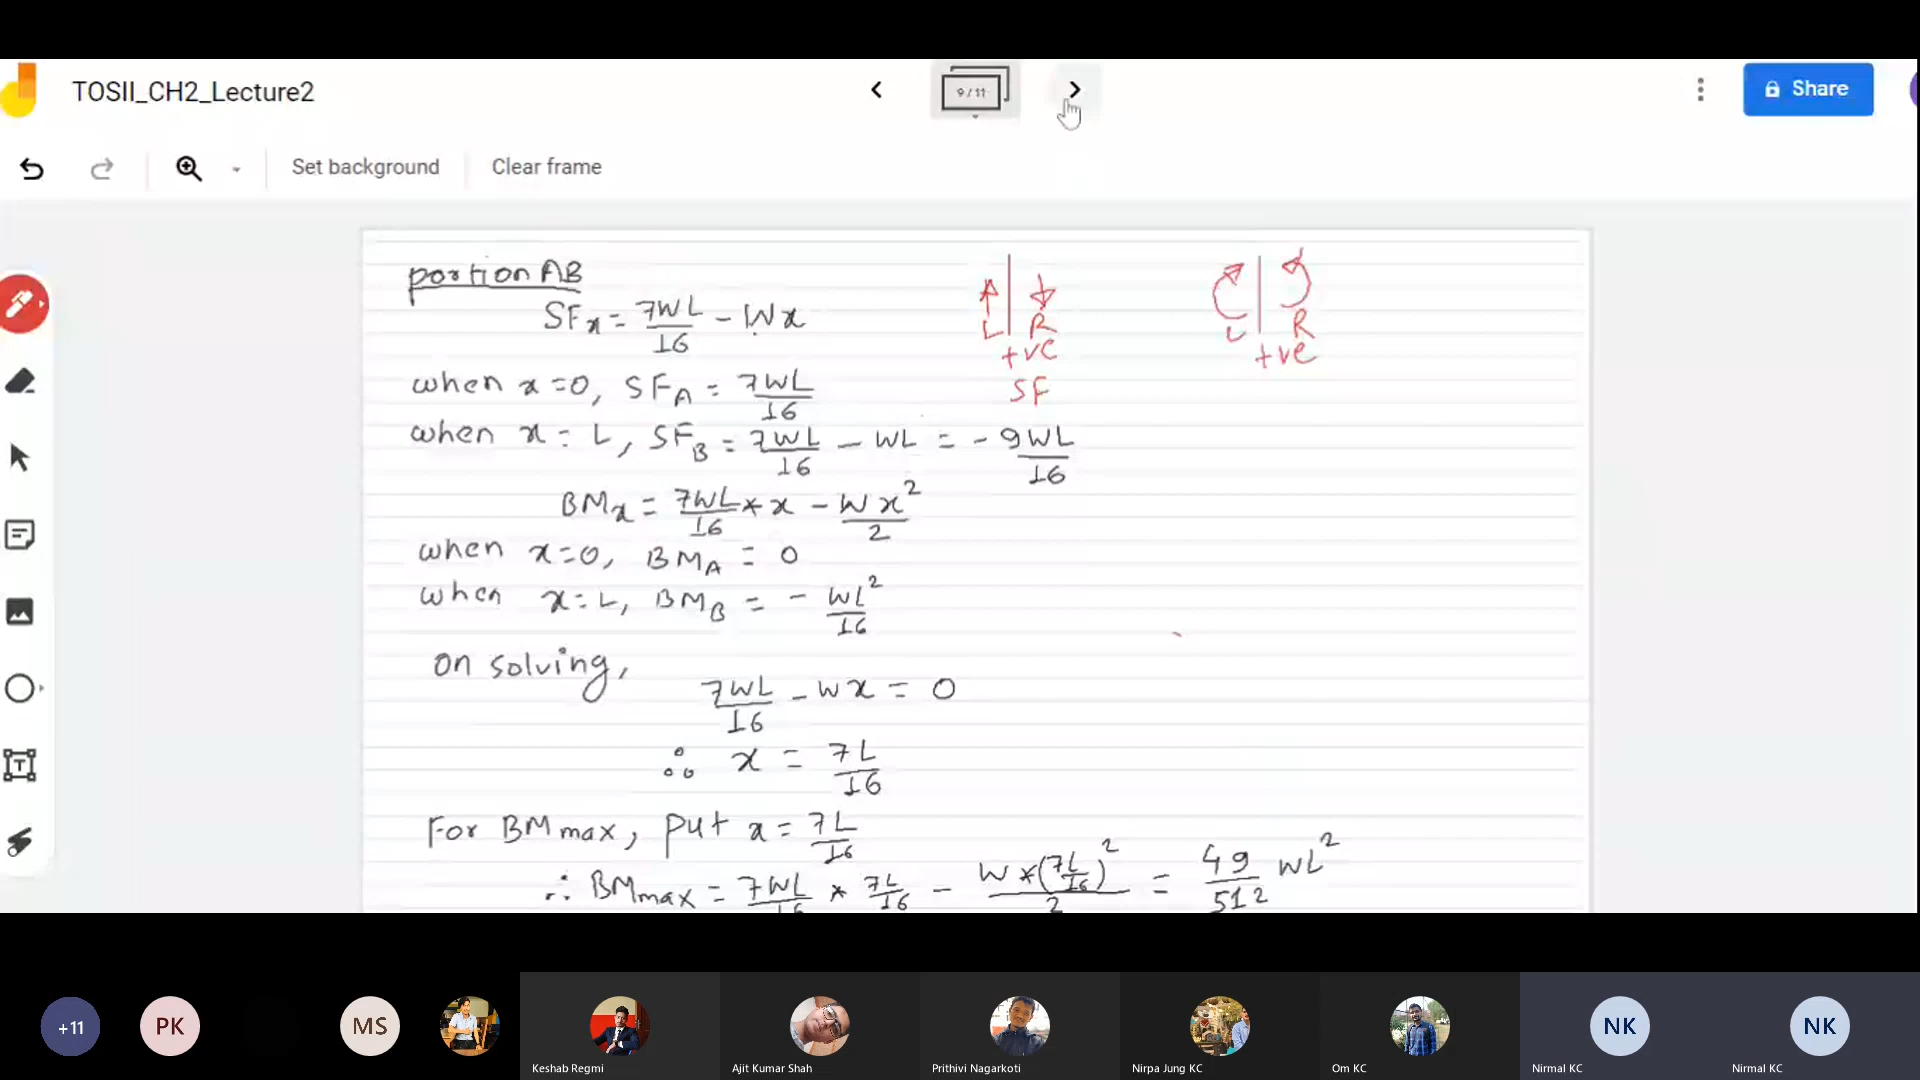 TOSII_CH2_Lecture2
9 / 11
Share
Set background
Clear frame
portion AB
SFx = 7WL/16 - Wx
when x=0, SFA = 7WL/16
when x = L, SFB = 7WL/16 - WL = - 9WL/16
BMx = 7WL/16 * x - Wx²/2
when x=0, BMA = 0
when x=L, BMB = - WL²/16
on solving,
7WL/16 - wx = 0
∴ x = 7L/16
For BMmax, put x = 7L/16
∴ BMmax = 7WL/16 * 7L/16 - W*(7L/16)²/2 = 49/512 WL²
L R
+ve
SF
L R
+ve
+11
PK
MS
NK
NK
Keshab Regmi
Ajit Kumar Shah
Prithivi Nagarkoti
Nirpa Jung KC
Om KC
Nirmal KC
Nirmal KC